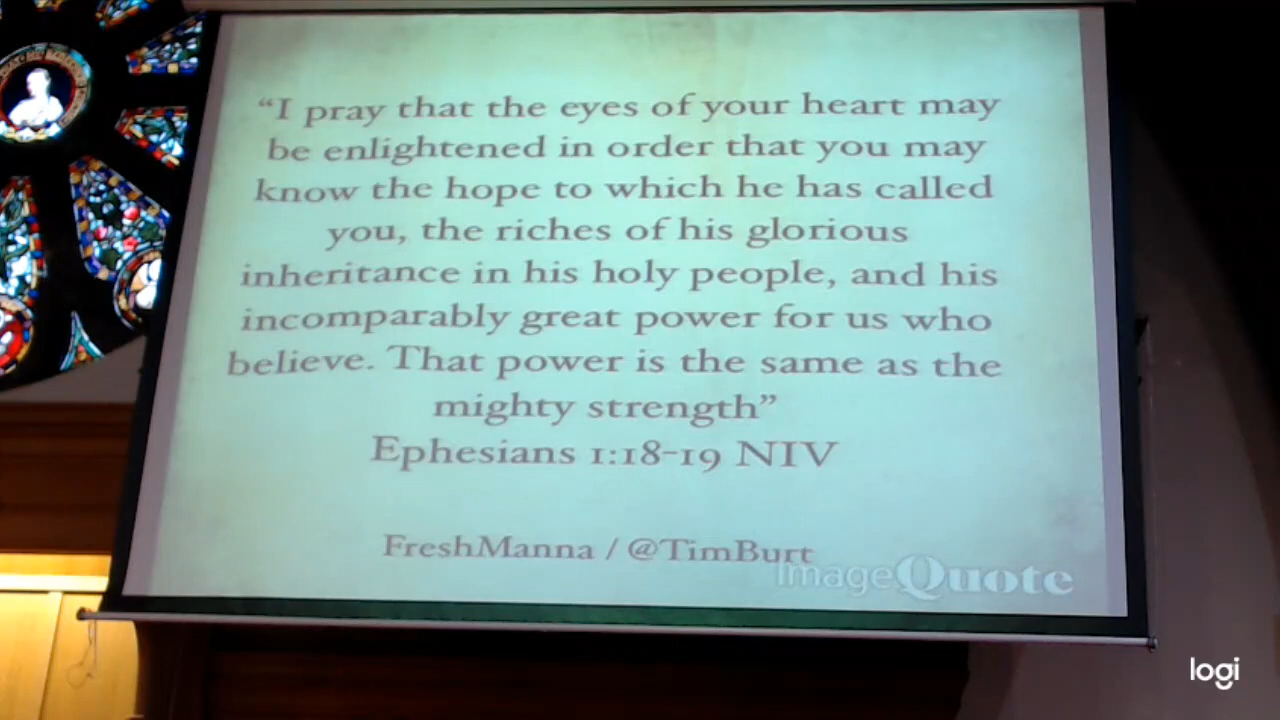 “I pray that the eyes of your heart may
be enlightened in order that you may
know the hope to which he has called
you, the riches of his glorious
inheritance in his holy people, and his
incomparably great power for us who
believe. That power is the same as the
mighty strength”
Ephesians 1:18-19 NIV
FreshManna / @TimBurt
ImageQuote
logi